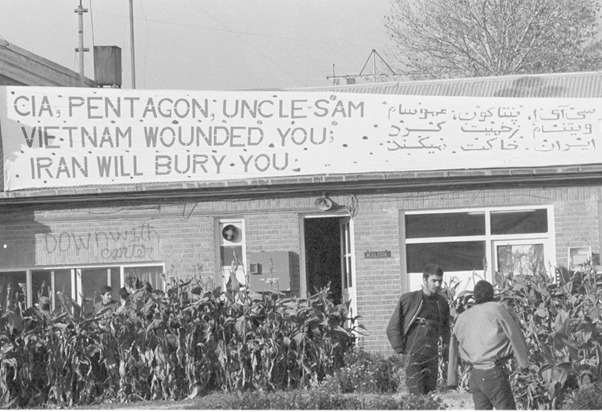 CIA, PENTAGON, UNCLE SAM
VIETNAM WOUNDED YOU,
IRAN WILL BURY YOU.
سی آی ا، پنتاگون، عموسام
ویتنام زخمیت کرد
ایران خاکت میکند
DOWN with
carter